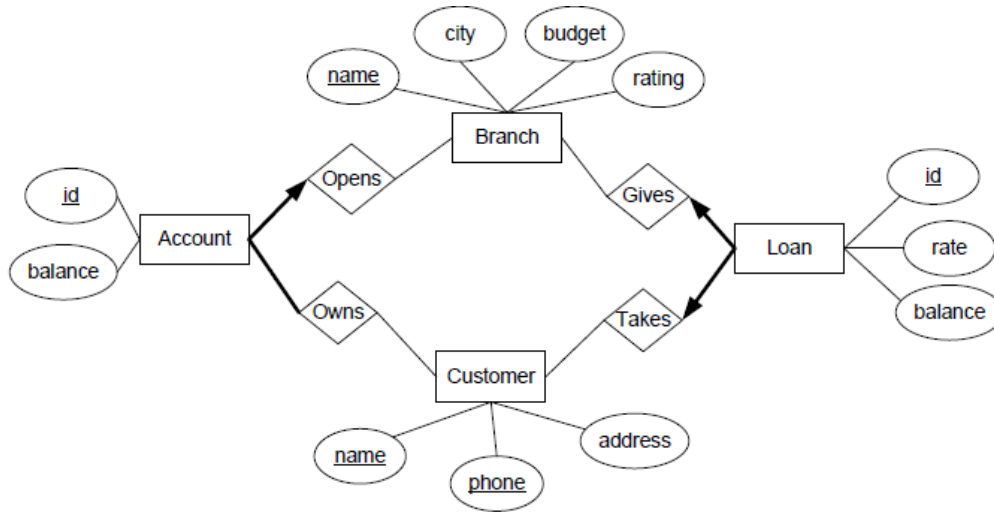 city
budget
name
rating
Branch
Opens
Gives
id
id
Account
Loan
rate
balance
balance
Owns
Takes
Customer
name
address
phone